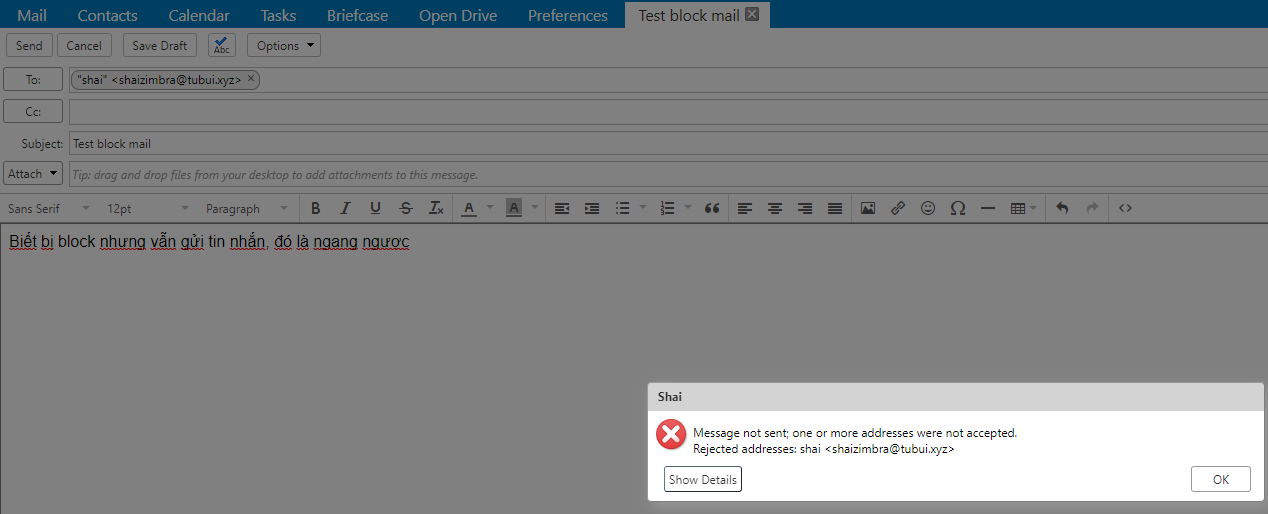 Mail Contacts Calendar Tasks Briefcase Open Drive Preferences Test block mail
Send Cancel Save Draft Abc Options
To: "shai" <shaizimbra@tubui.xyz>
Cc:
Subject: Test block mail
Attach Tip: drag and drop files from your desktop to add attachments to this message.
Sans Serif 12pt Paragraph B I U S Tx A A
Biết bị block nhưng vẫn gửi tin nhắn, đó là ngang ngược
Shai
Message not sent; one or more addresses were not accepted.
Rejected addresses: shai <shaizimbra@tubui.xyz>
Show Details OK